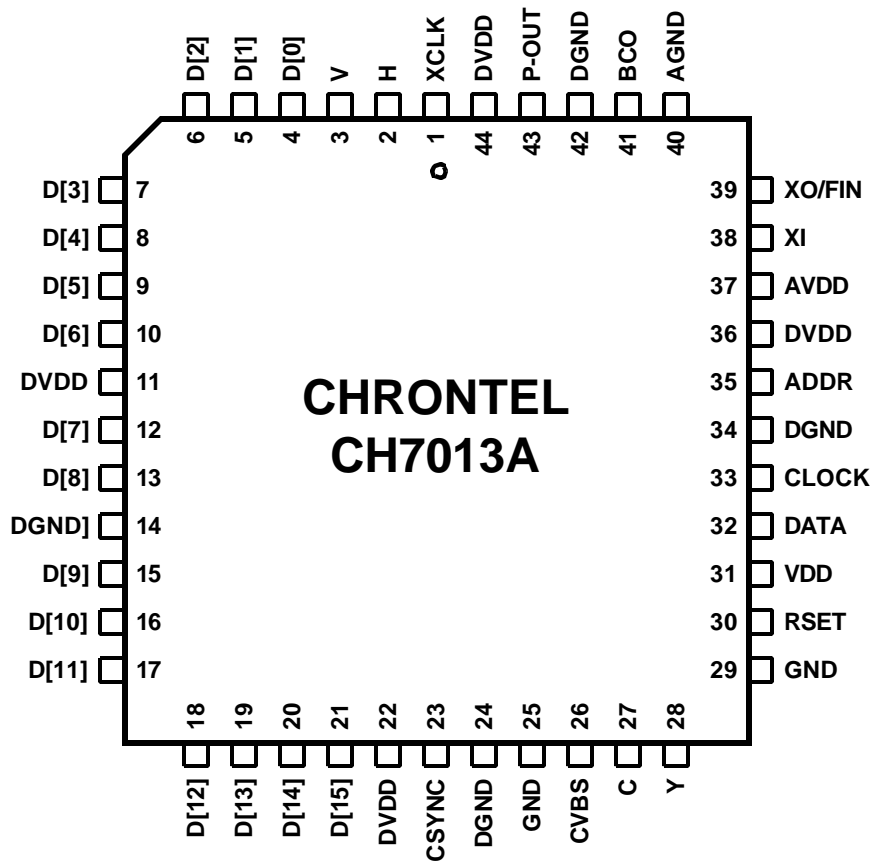 D[2] D[1] D[0] V H XCLK DVDD P-OUT DGND BCO AGND
6 5 4 3 2 1 44 43 42 41 40
D[3] 7 39 XO/FIN
D[4] 8 38 XI
D[5] 9 37 AVDD
D[6] 10 36 DVDD
DVDD 11 35 ADDR
CHRONTEL
D[7] 12 34 DGND
CH7013A
D[8] 13 33 CLOCK
DGND] 14 32 DATA
D[9] 15 31 VDD
D[10] 16 30 RSET
D[11] 17 29 GND
18 19 20 21 22 23 24 25 26 27 28
D[12] D[13] D[14] D[15] DVDD CSYNC DGND GND CVBS C Y